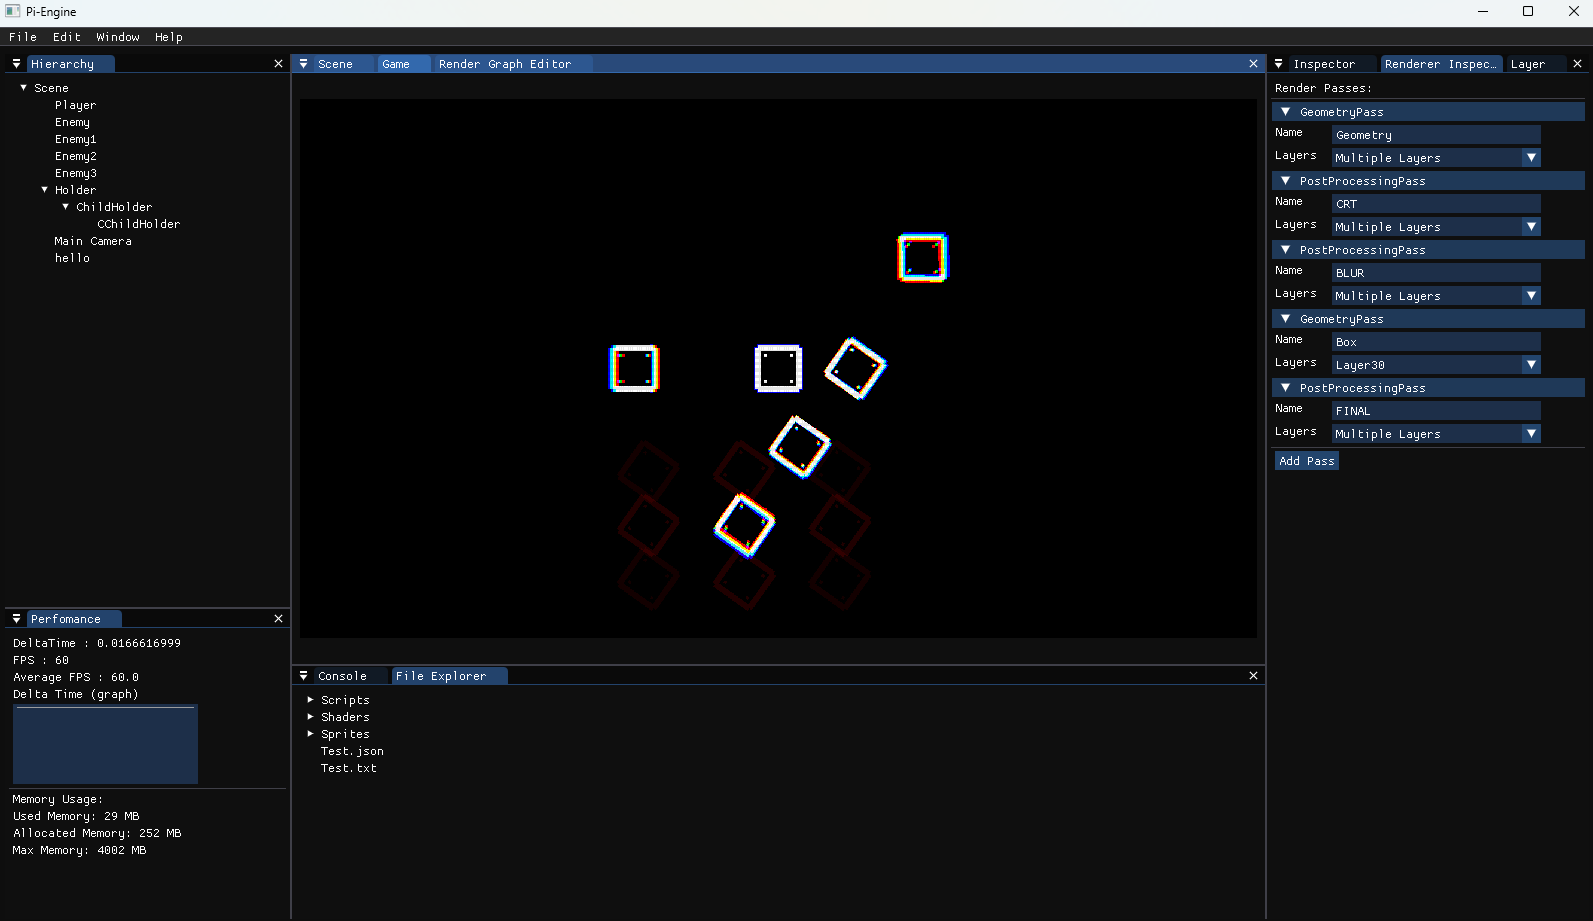 Pi-Engine
File Edit Window Help
Hierarchy
Scene
Player
Enemy
Enemy1
Enemy2
Enemy3
Holder
ChildHolder
CChildHolder
Main Camera
hello
Perfomance
DeltaTime : 0.0166616999
FPS : 60
Average FPS : 60.0
Delta Time (graph)
Memory Usage:
Used Memory: 29 MB
Allocated Memory: 252 MB
Max Memory: 4002 MB
Scene Game Render Graph Editor
Console File Explorer
Scripts
Shaders
Sprites
Test.json
Test.txt
Inspector Renderer Inspec… Layer
Render Passes:
GeometryPass
Name Geometry
Layers Multiple Layers
PostProcessingPass
Name CRT
Layers Multiple Layers
PostProcessingPass
Name BLUR
Layers Multiple Layers
GeometryPass
Name Box
Layers Layer30
PostProcessingPass
Name FINAL
Layers Multiple Layers
Add Pass